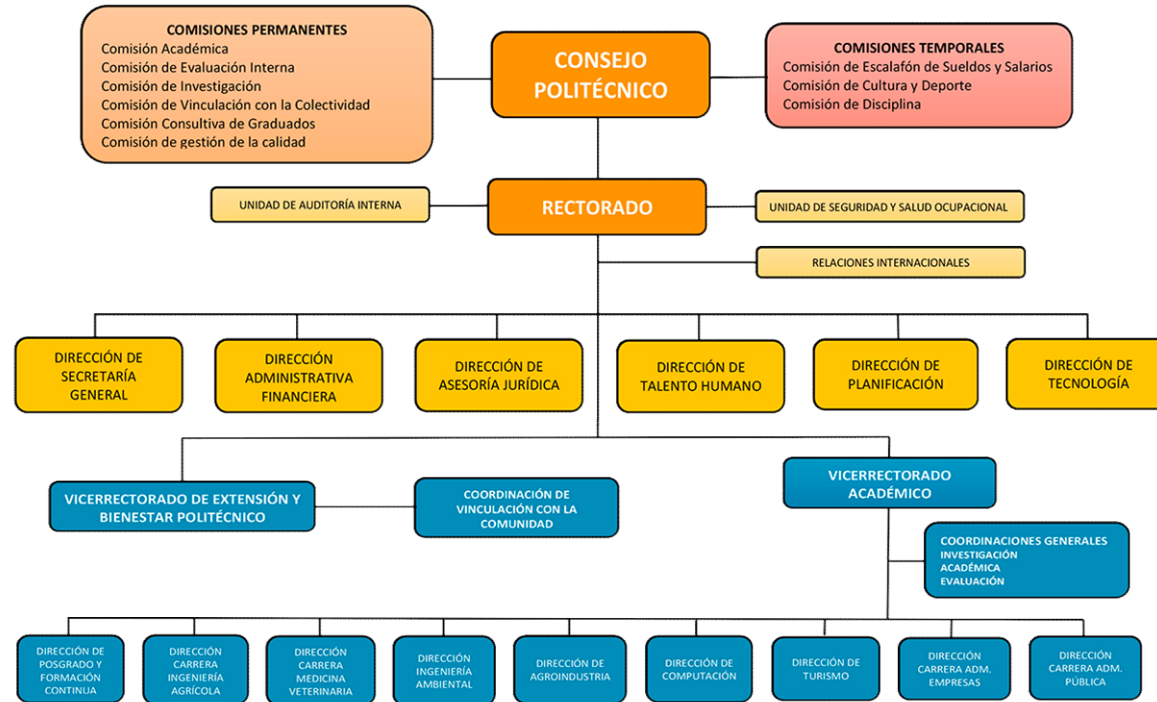 COMISIONES PERMANENTES
Comisión Académica
Comisión de Evaluación Interna
Comisión de Investigación
Comisión de Vinculación con la Colectividad
Comisión Consultiva de Graduados
Comisión de gestión de la calidad
CONSEJO
POLITÉCNICO
COMISIONES TEMPORALES
Comisión de Escalafón de Sueldos y Salarios
Comisión de Cultura y Deporte
Comisión de Disciplina
UNIDAD DE AUDITORÍA INTERNA
RECTORADO
UNIDAD DE SEGURIDAD Y SALUD OCUPACIONAL
RELACIONES INTERNACIONALES
DIRECCIÓN DE
SECRETARÍA
GENERAL
DIRECCIÓN
ADMINISTRATIVA
FINANCIERA
DIRECCIÓN DE
ASESORÍA JURÍDICA
DIRECCIÓN DE
TALENTO HUMANO
DIRECCIÓN DE
PLANIFICACIÓN
DIRECCIÓN DE
TECNOLOGÍA
VICERRECTORADO DE EXTENSIÓN Y
BIENESTAR POLITÉCNICO
COORDINACIÓN DE
VINCULACIÓN CON LA
COMUNIDAD
VICERRECTORADO
ACADÉMICO
COORDINACIONES GENERALES
INVESTIGACIÓN
ACADÉMICA
EVALUACIÓN
DIRECCIÓN DE
POSGRADO Y
FORMACIÓN
CONTINUA
DIRECCIÓN
CARRERA
INGENIERÍA
AGRÍCOLA
DIRECCIÓN
CARRERA
MEDICINA
VETERINARIA
DIRECCIÓN
INGENIERÍA
AMBIENTAL
DIRECCIÓN DE
AGROINDUSTRIA
DIRECCIÓN DE
COMPUTACIÓN
DIRECCIÓN DE
TURISMO
DIRECCIÓN
CARRERA ADM.
EMPRESAS
DIRECCIÓN
CARRERA ADM.
PÚBLICA